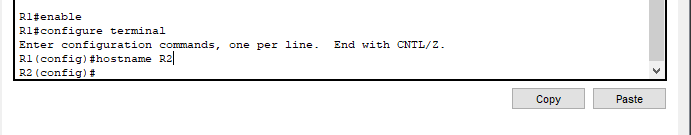 R1#enable
R1#configure terminal
Enter configuration commands, one per line.  End with CNTL/Z.
R1(config)#hostname R2
R2(config)#
Copy
Paste